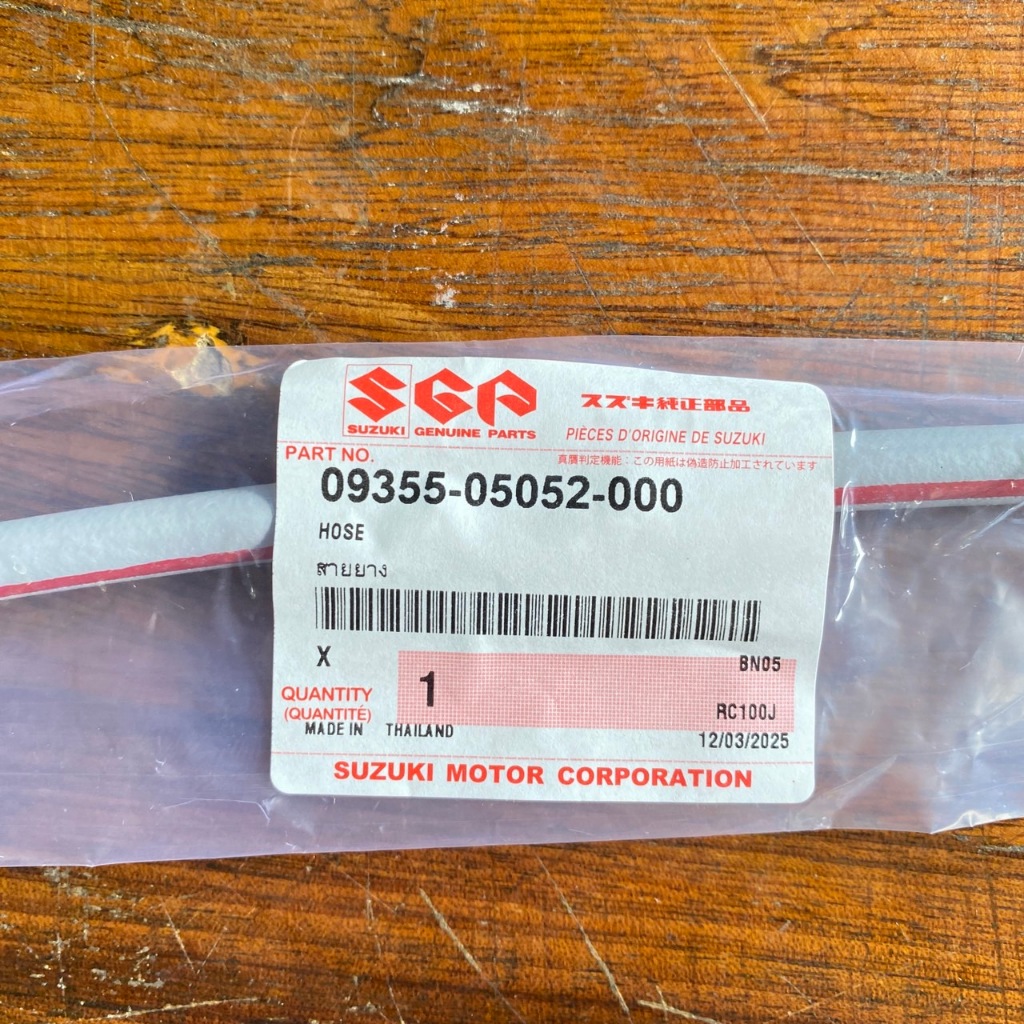 SGP
SUZUKI GENUINE PARTS
スズキ純正部品
PIÈCES D'ORIGINE DE SUZUKI
PART NO.
真贋判定機能：この用紙は偽造防止加工されています
09355-05052-000
HOSE
สายยาง
X
BN05
QUANTITY
(QUANTITÉ)
1
RC100J
MADE IN THAILAND
12/03/2025
SUZUKI MOTOR CORPORATION